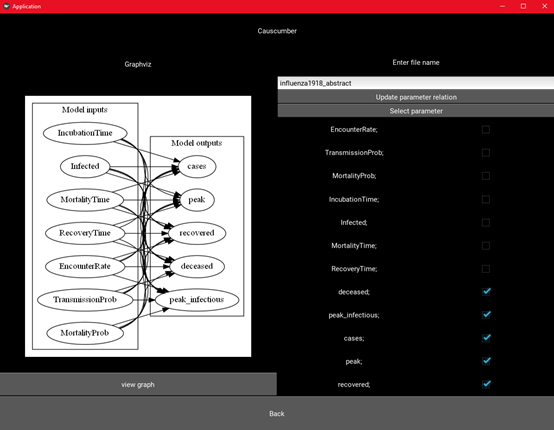 Application
Causcumber
Graphviz
Model inputs
Model outputs
IncubationTime
Infected
MortalityTime
RecoveryTime
EncounterRate
TransmissionProb
MortalityProb
cases
peak
recovered
deceased
peak_infectious
view graph
Enter file name
influenza1918_abstract
Update parameter relation
Select parameter
EncounterRate;
TransmissionProb;
MortalityProb;
IncubationTime;
Infected;
MortalityTime;
RecoveryTime;
deceased;
peak_infectious;
cases;
peak;
recovered;
Back